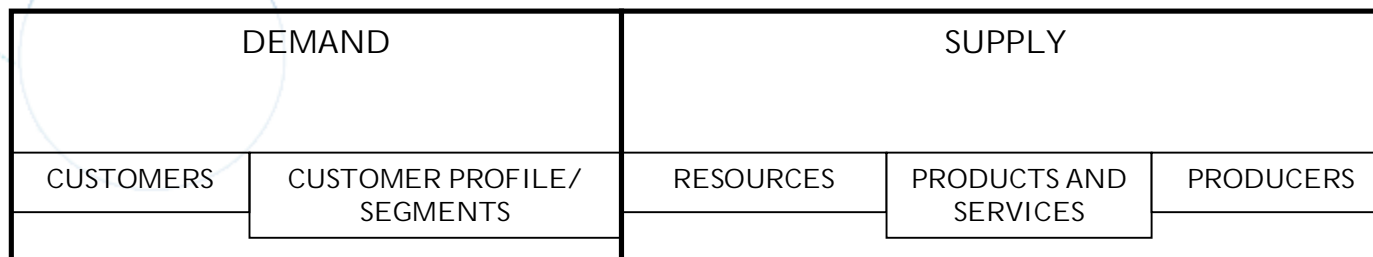 DEMAND
SUPPLY
CUSTOMERS
CUSTOMER PROFILE/
SEGMENTS
RESOURCES
PRODUCTS AND
SERVICES
PRODUCERS